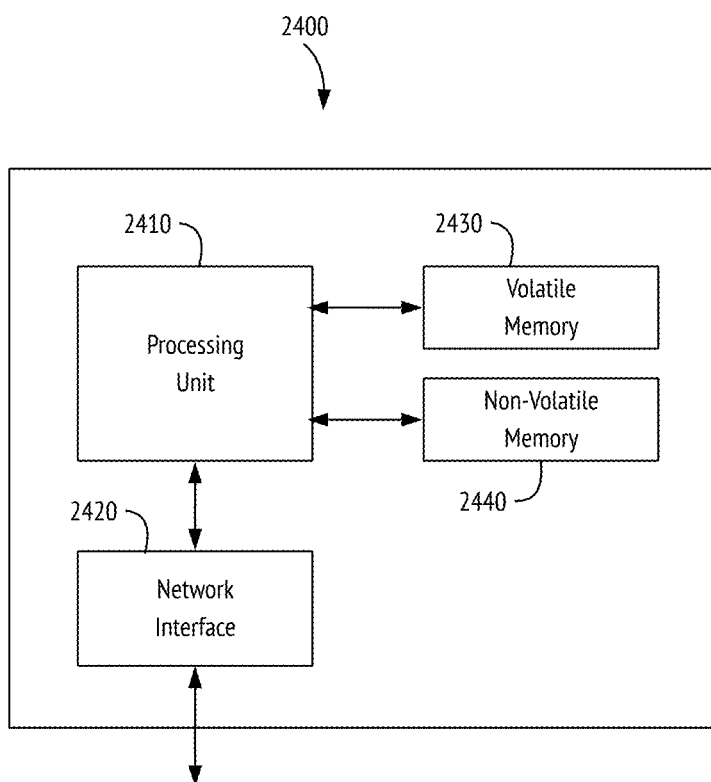 2400
2410
2430
Processing
Unit
Volatile
Memory
Non-Volatile
Memory
2440
2420
Network
Interface